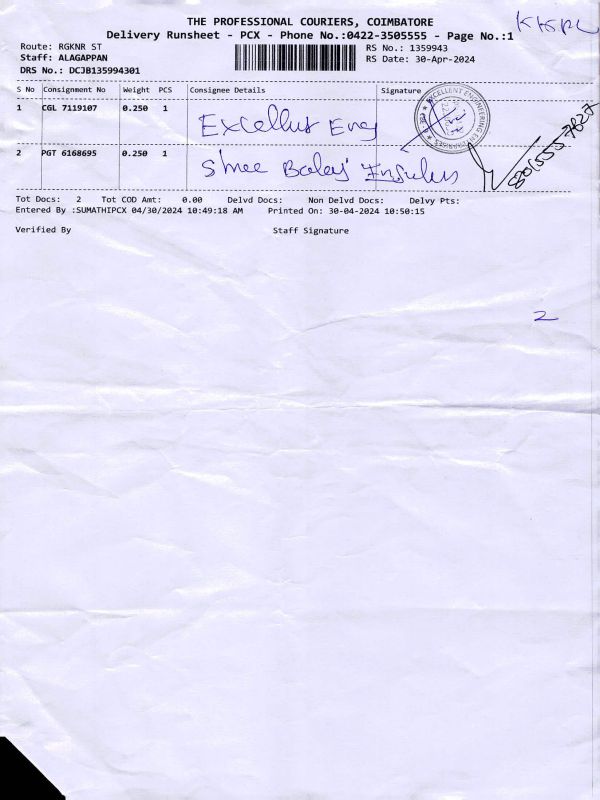 THE PROFESSIONAL COURIERS, COIMBATORE
Delivery Runsheet - PCX - Phone No.:0422-3505555 - Page No.:1
Route: RGKNR ST
RS No.: 1359943
Staff: ALAGAPPAN
RS Date: 30-Apr-2024
DRS No.: DCJB135994301
S No Consignment No Weight PCS Consignee Details Signature
1 CGL 7119107 0.250 1
Eng
EXCELLENT ENGINEERING ENTERPRISES
2 PGT 6168695 0.250 1
Shree
Tot Docs: 2 Tot COD Amt: 0.00 Delvd Docs: Non Delvd Docs: Delvy Pts:
Entered By :SUMATHIPCX 04/30/2024 10:49:18 AM Printed On: 30-04-2024 10:50:15
Verified By Staff Signature
2